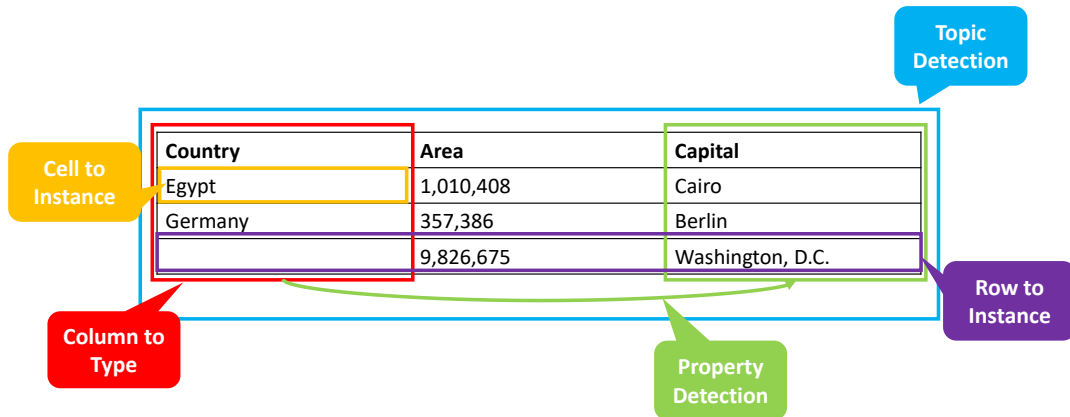 Topic
Detection
Country Area Capital
Cell to
Instance
Egypt 1,010,408 Cairo
Germany 357,386 Berlin
9,826,675 Washington, D.C.
Row to
Instance
Column to
Type
Property
Detection